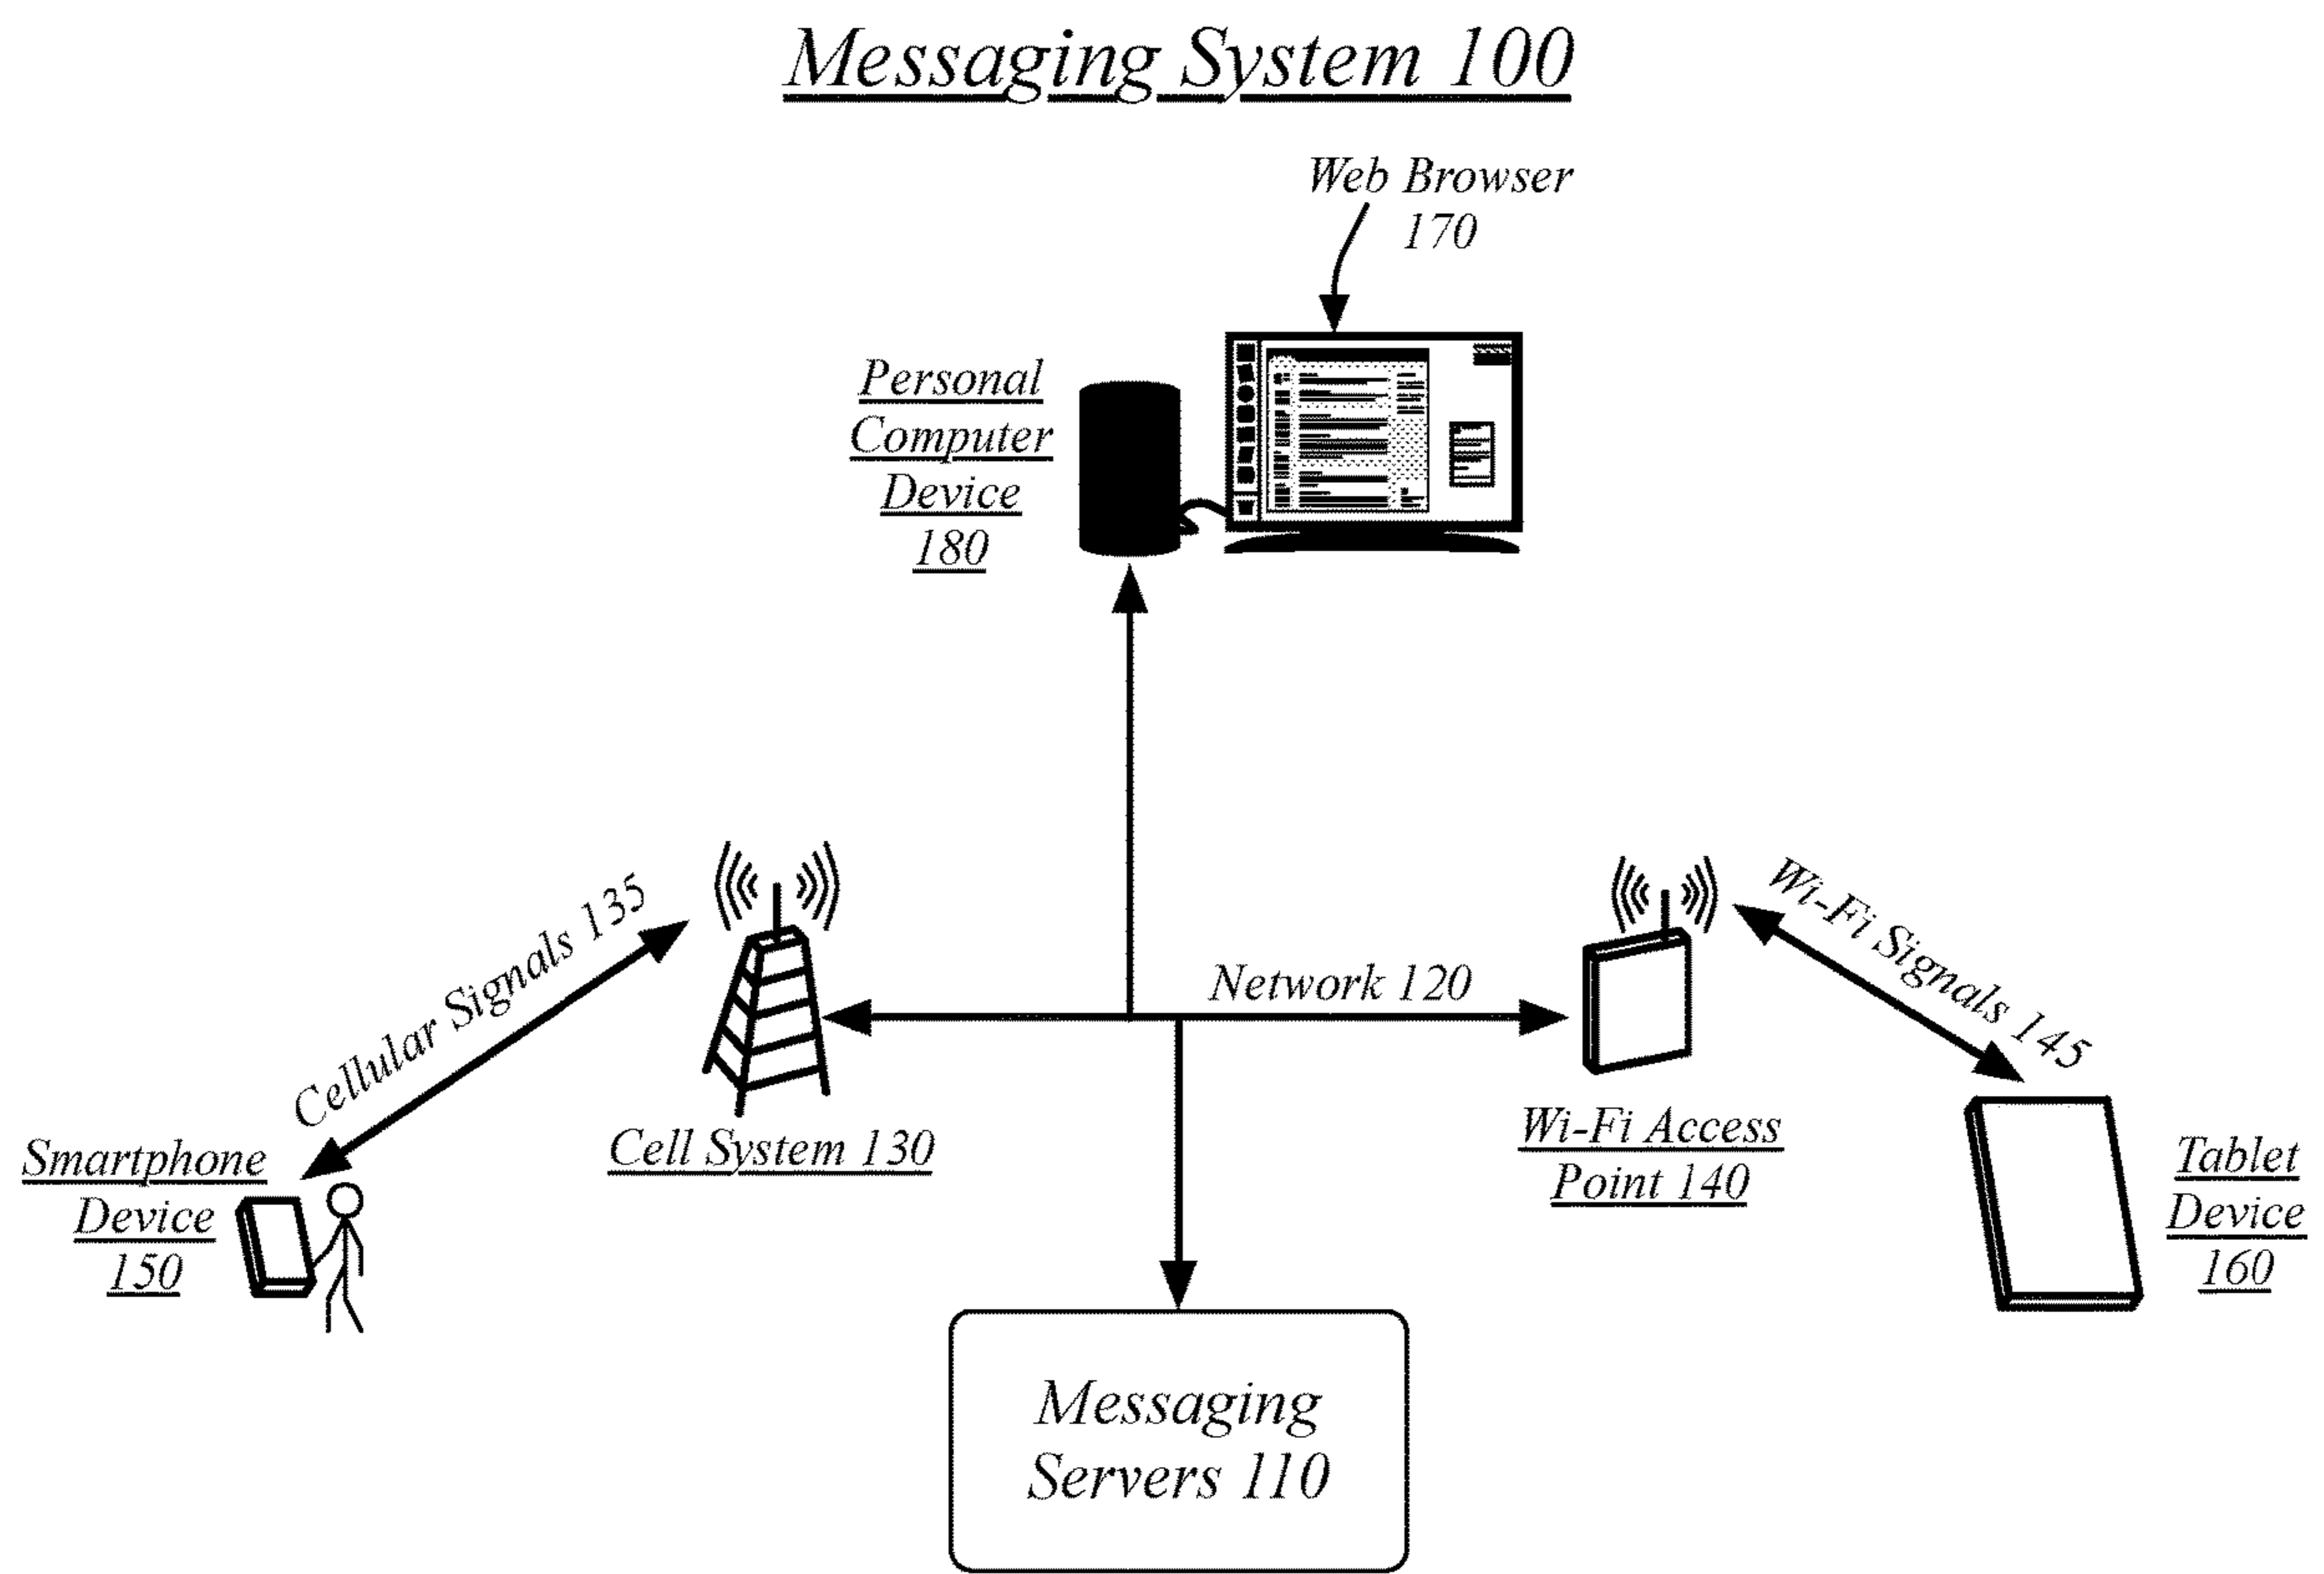 Messaging System 100
Web Browser
170
Personal
Computer
Device
180
Cellular Signals 135
Wi-Fi Signals 145
Network 120
Cell System 130
Wi-Fi Access
Point 140
Smartphone
Device
150
Tablet
Device
160
Messaging
Servers 110